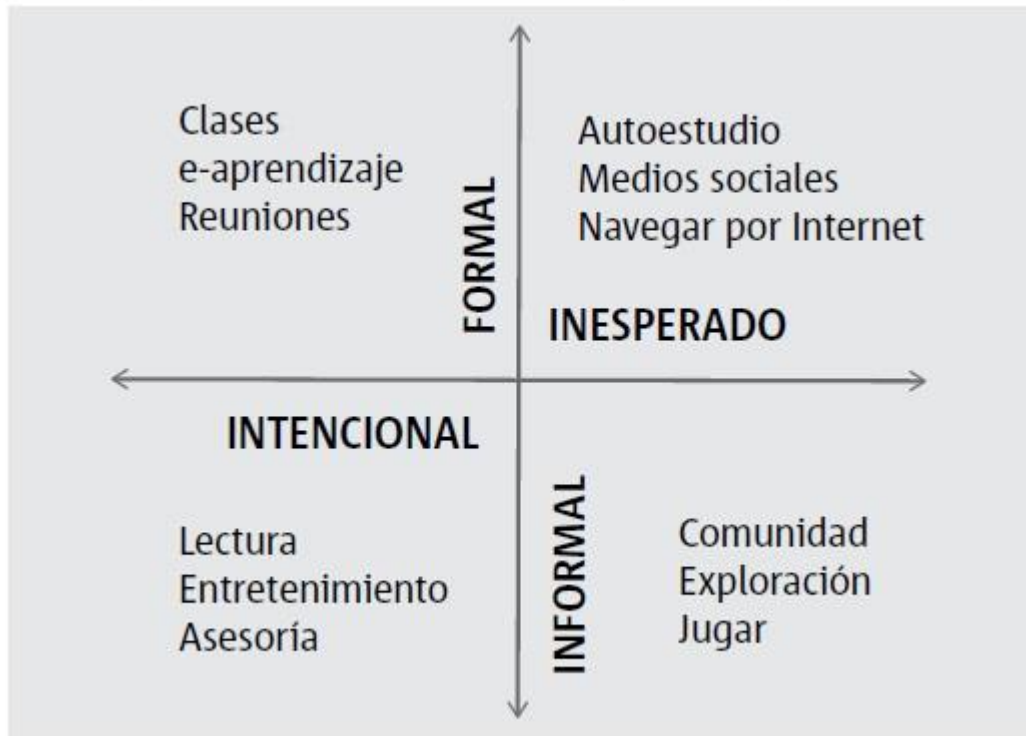 Clases
e-aprendizaje
Reuniones
FORMAL
Autoestudio
Medios sociales
Navegar por Internet
INESPERADO
INTENCIONAL
Lectura
Entretenimiento
Asesoría
INFORMAL
Comunidad
Exploración
Jugar